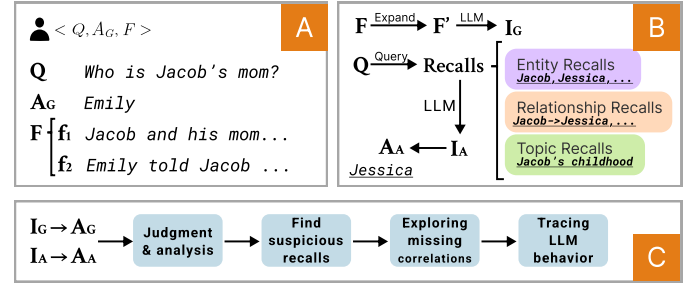 A
< Q, A_G, F >
Q Who is Jacob's mom?
A_G Emily
F f1 Jacob and his mom...
f2 Emily told Jacob ...
B
F Expand F' LLM I_G
Q Query Recalls
LLM
A_A I_A
Jessica
Entity Recalls
Jacob,Jessica,...
Relationship Recalls
Jacob->Jessica,...
Topic Recalls
Jacob's childhood
I_G → A_G
I_A → A_A
Judgment
& analysis
Find
suspicious
recalls
Exploring
missing
correlations
Tracing
LLM
behavior
C